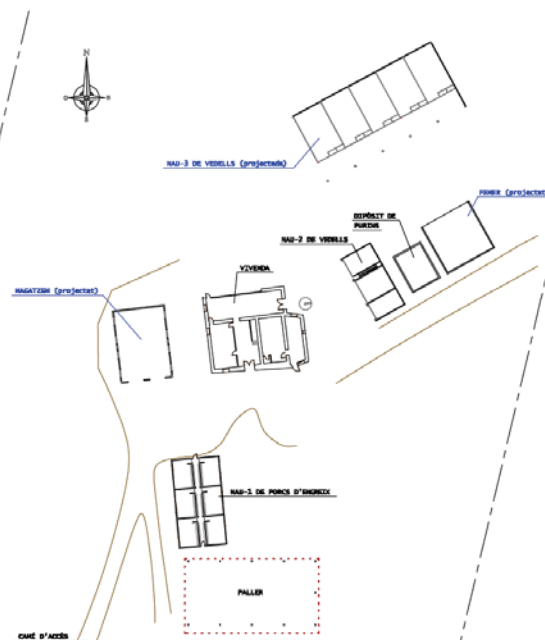 N
S
NAU-3 DE VEDELLS (projectada)
FEMER (projectat)
DIPÒSIT DE
PURINS
NAU-2 DE VEDELLS
VIVENDA
MAGATZEM (projectat)
NAU-1 DE PORCS D'ENGREIX
PALLER
CAMÍ D'ACCÉS